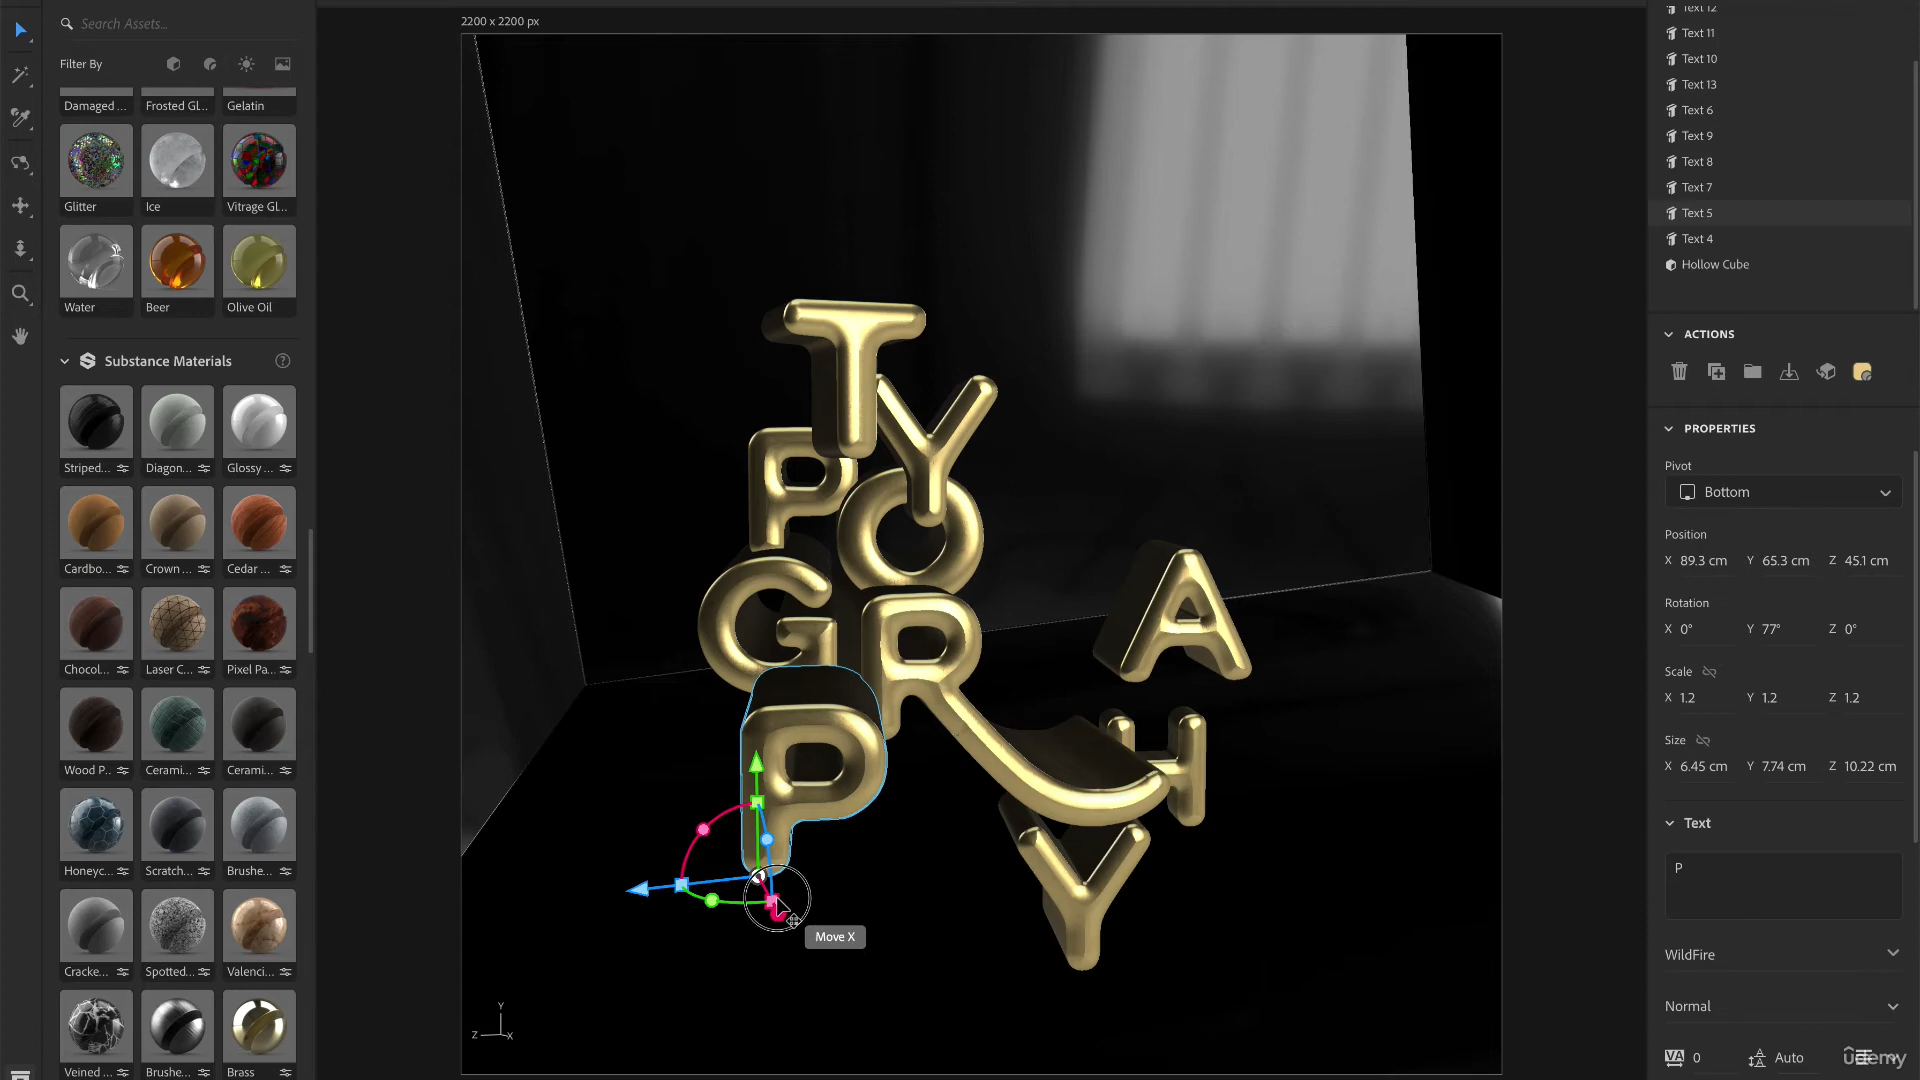 Search Assets...
Filter By
Damaged ...
Frosted Gl...
Gelatin
Glitter
Ice
Vitrage Gl...
Water
Beer
Olive Oil
Substance Materials
Striped...
Diagon...
Glossy ...
Cardbo...
Crown ...
Cedar ...
Chocol...
Laser C...
Pixel Pa...
Wood P...
Cerami...
Cerami...
Honeyc...
Scratch...
Brushe...
Cracke...
Spotted...
Valenci...
Veined ...
Brushe...
Brass
2200 x 2200 px
T
Y
P
O
G
R
A
P
H
Y
Move X
Y
Z
X
Text 12
Text 11
Text 10
Text 13
Text 6
Text 9
Text 8
Text 7
Text 5
Text 4
Hollow Cube
ACTIONS
PROPERTIES
Pivot
Bottom
Position
X 89.3 cm Y 65.3 cm Z 45.1 cm
Rotation
X 0° Y 77° Z 0°
Scale
X 1.2 Y 1.2 Z 1.2
Size
X 6.45 cm Y 7.74 cm Z 10.22 cm
Text
P
WildFire
Normal
VA 0
Auto
ûdemy